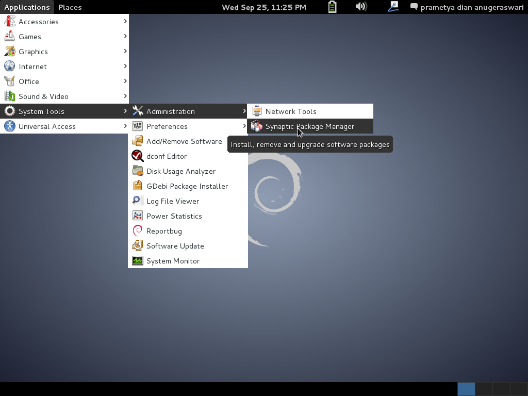 Applications Places Wed Sep 25, 11:25 PM prametya dian anugeraswari
Accessories
Games
Graphics
Internet
Office
Sound & Video
System Tools
Universal Access
Administration
Preferences
Add/Remove Software
dconf Editor
Disk Usage Analyzer
GDebi Package Installer
Log File Viewer
Power Statistics
Reportbug
Software Update
System Monitor
Network Tools
Synaptic Package Manager
Install, remove and upgrade software packages